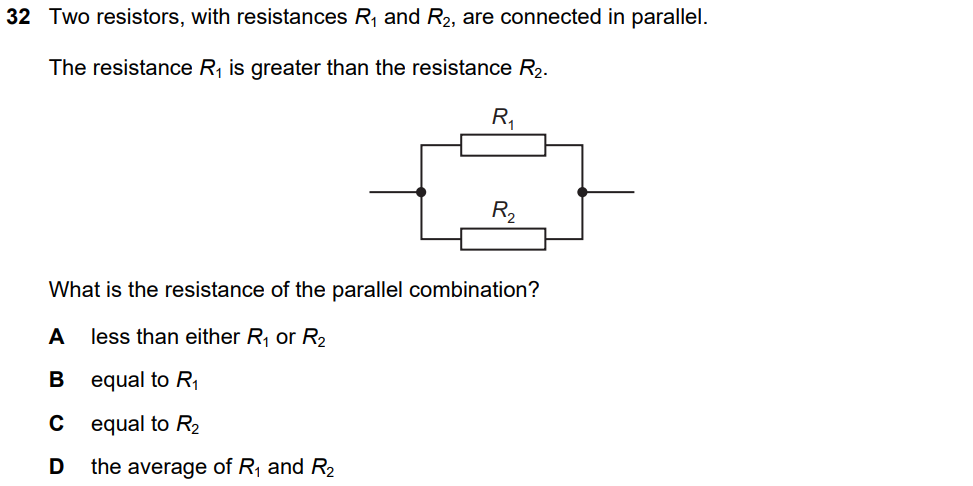 32 Two resistors, with resistances R₁ and R₂, are connected in parallel.
The resistance R₁ is greater than the resistance R₂.
R₁
R₂
What is the resistance of the parallel combination?
A less than either R₁ or R₂
B equal to R₁
C equal to R₂
D the average of R₁ and R₂